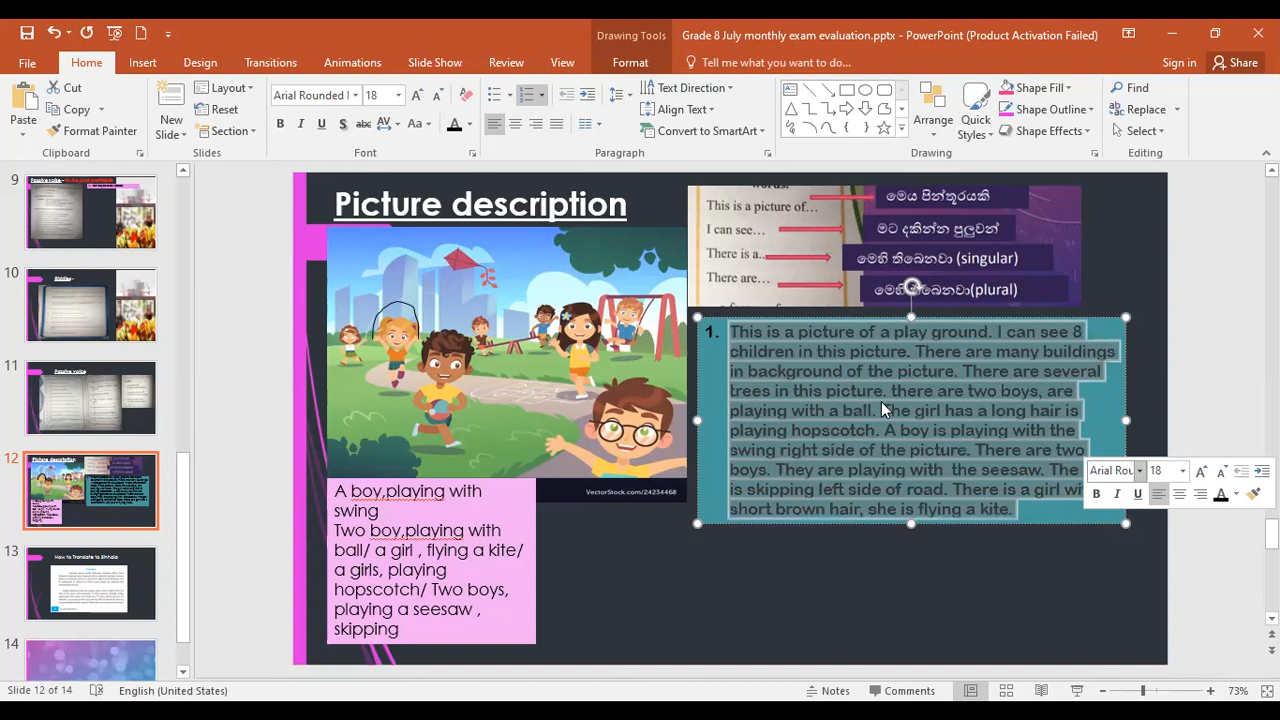 Drawing Tools
Grade 8 July monthly exam evaluation.pptx - PowerPoint (Product Activation Failed)
File
Home
Insert
Design
Transitions
Animations
Slide Show
Review
View
Format
Tell me what you want to do...
Sign in
Share
Paste
Cut
Copy
Format Painter
Clipboard
New Slide
Layout
Reset
Section
Slides
Arial Rounded
18
Font
Text Direction
Align Text
Convert to SmartArt
Paragraph
Arrange
Quick Styles
Shape Fill
Shape Outline
Shape Effects
Drawing
Find
Replace
Select
Editing
9
10
11
Passive voice
12
Picture description
13
How to Translate to Sinhala
14
Picture description
This is a picture of...
I can see...
There is a..
There are...
මෙය පින්තූරයකි
මට දකින්න පුලුවන්
මෙහි තිබෙනවා (singular)
මෙහි තිබෙනවා(plural)
VectorStock.com/24234468
A boy,playing with
swing
Two boy,playing with
ball/ a girl , flying a kite/
a girls, playing
hopscotch/ Two boys,
playing a seesaw ,
skipping
1. This is a picture of a play ground. I can see 8
children in this picture. There are many buildings
in background of the picture. There are several
trees in this picture, there are two boys, are
playing with a ball. The girl has a long hair is
playing hopscotch. A boy is playing with the
swing right side of the picture. There are two
boys. They are playing with the seesaw. The
is skipping left side of road. There is a girl
short brown hair, she is flying a kite.
Arial Rou
18
Slide 12 of 14
English (United States)
Notes
Comments
73%